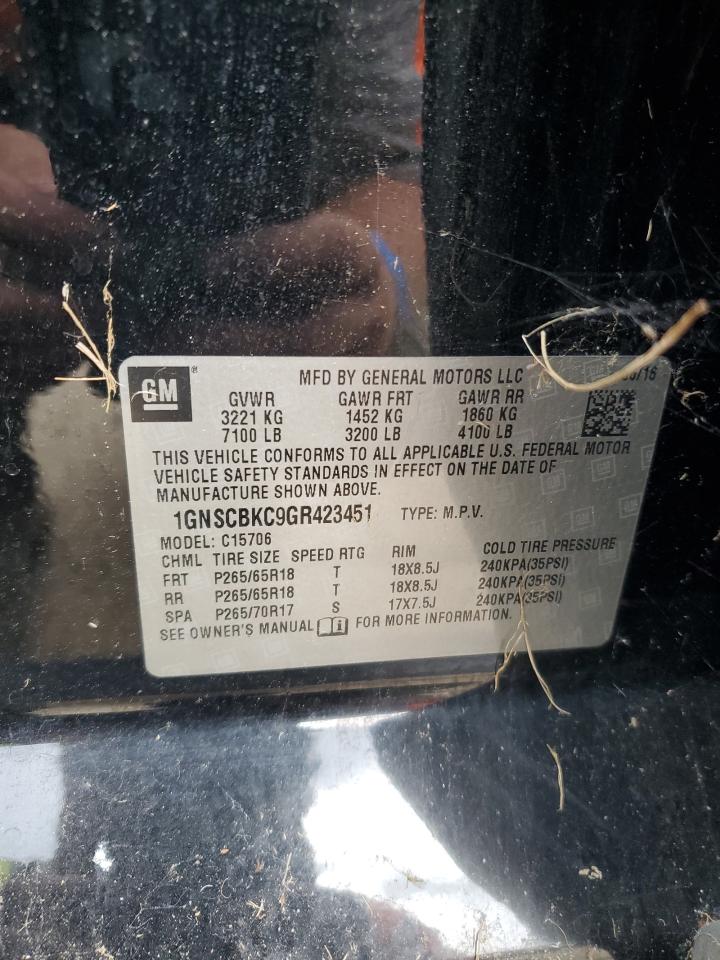 GM
MFD BY GENERAL MOTORS LLC
GVWR GAWR FRT GAWR RR
3221 KG 1452 KG 1860 KG
7100 LB 3200 LB 4100 LB
THIS VEHICLE CONFORMS TO ALL APPLICABLE U.S. FEDERAL MOTOR
VEHICLE SAFETY STANDARDS IN EFFECT ON THE DATE OF
MANUFACTURE SHOWN ABOVE.
1GNSCBKC9GR423451 TYPE: M.P.V.
MODEL: C15706
CHML TIRE SIZE SPEED RTG RIM COLD TIRE PRESSURE
FRT P265/65R18 T 18X8.5J 240KPA(35PSI)
RR P265/65R18 T 18X8.5J 240KPA(35PSI)
SPA P265/70R17 S 17X7.5J 240KPA(35PSI)
SEE OWNER'S MANUAL FOR MORE INFORMATION.